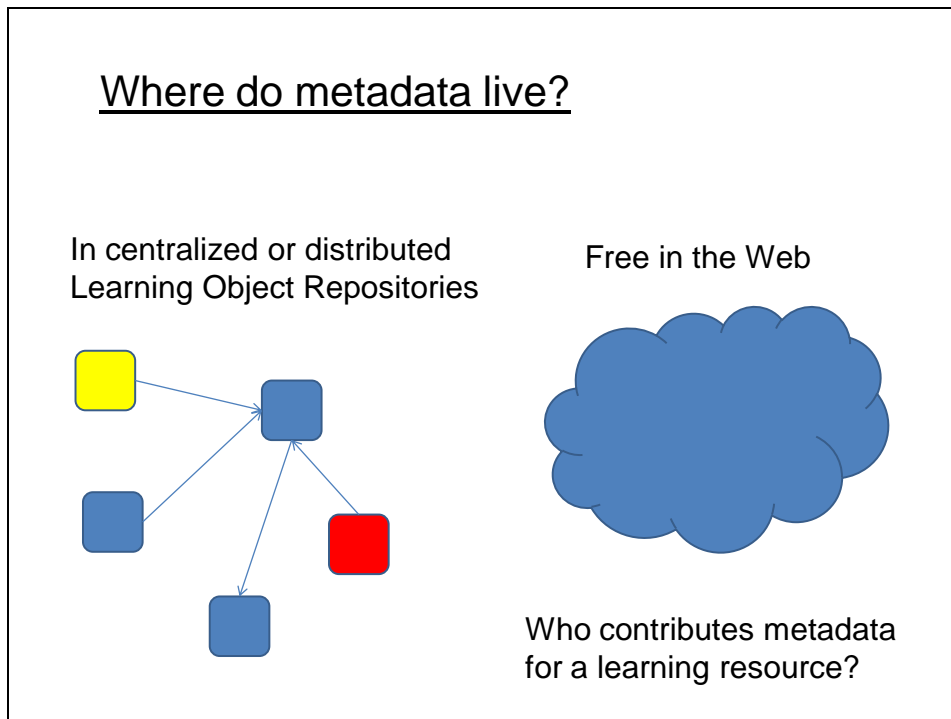 Where do metadata live?
In centralized or distributed
Learning Object Repositories
Free in the Web
Who contributes metadata
for a learning resource?